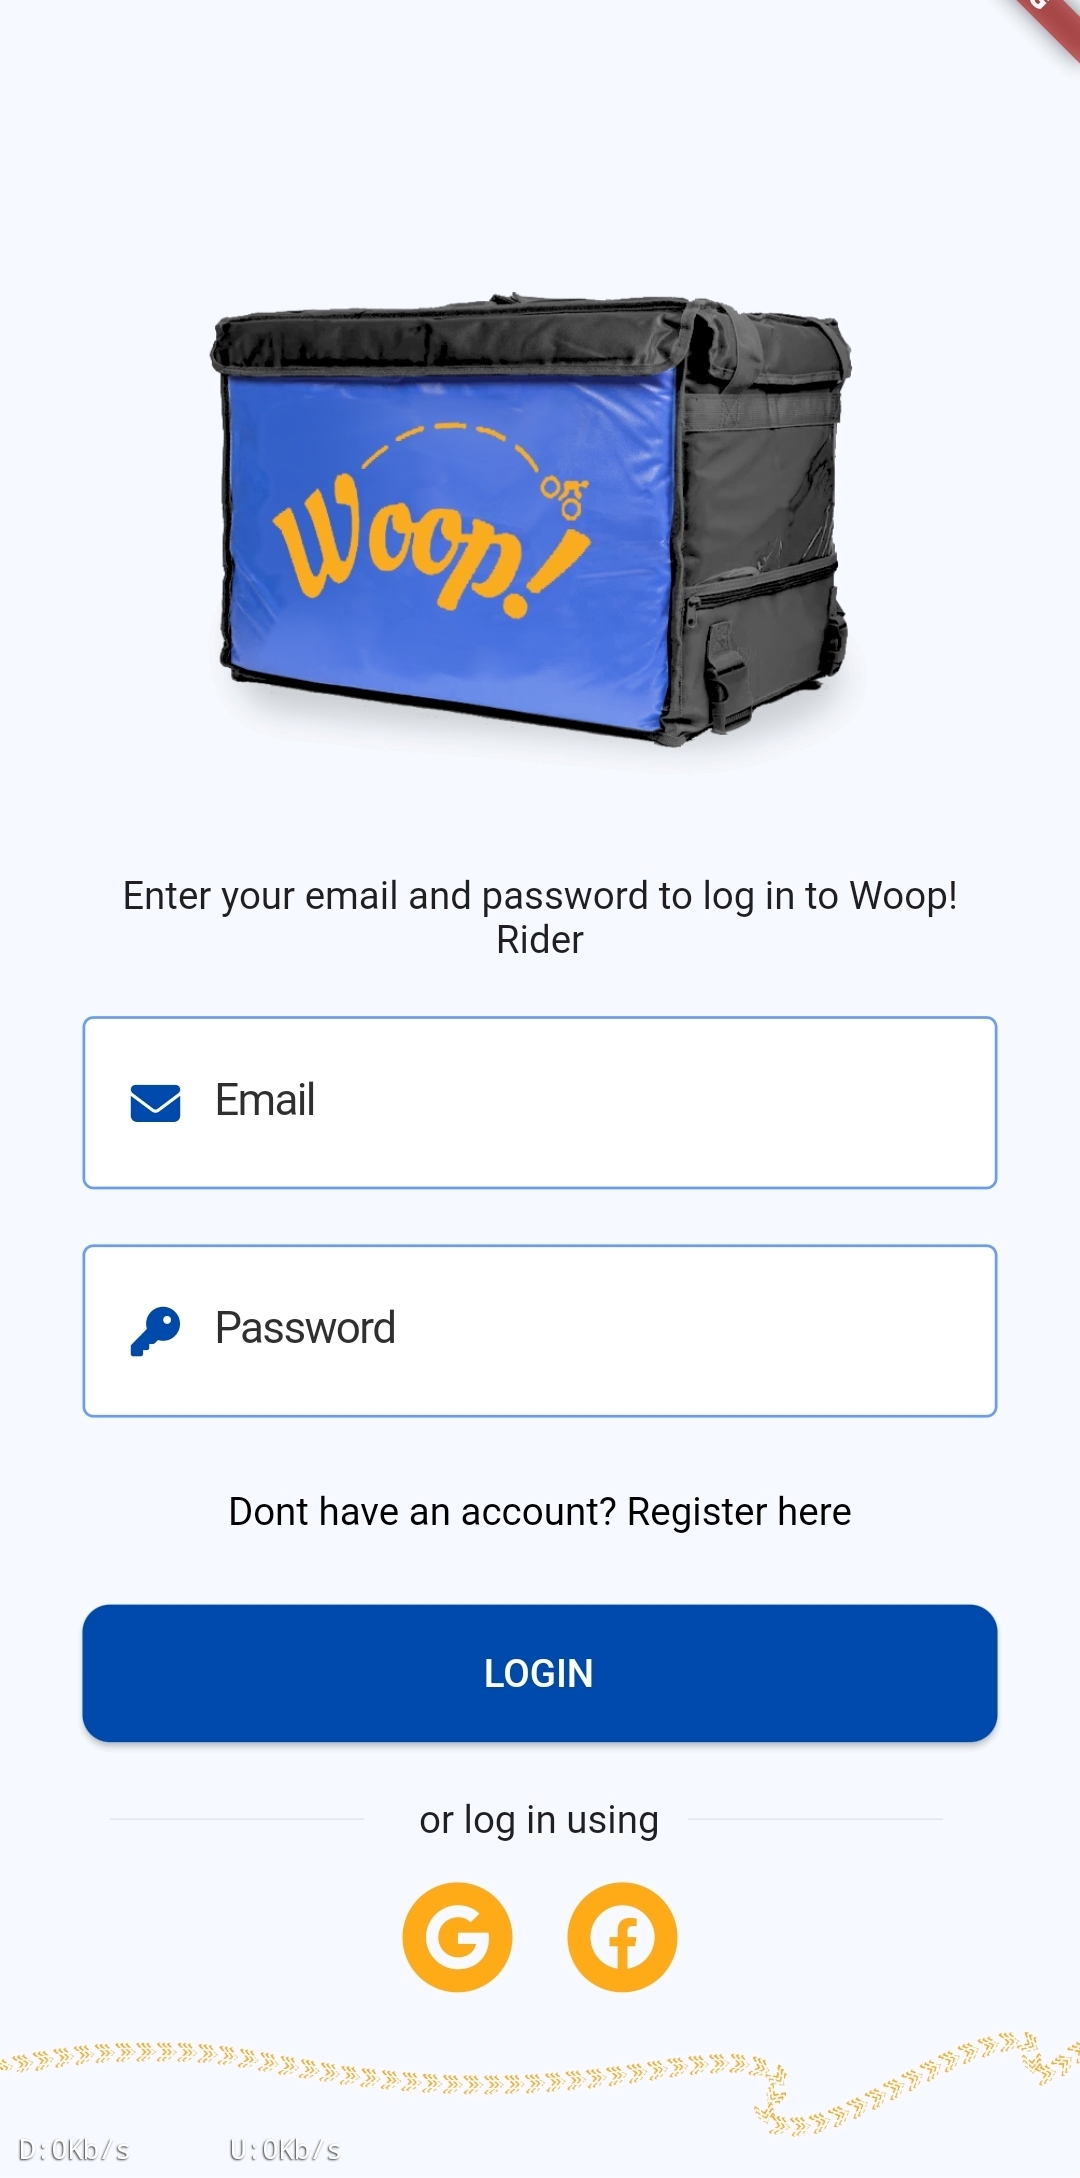 Woop!
Enter your email and password to log in to Woop!
Rider
Email
Password
Dont have an account? Register here
LOGIN
or log in using
D:0Kb/s U:0Kb/s